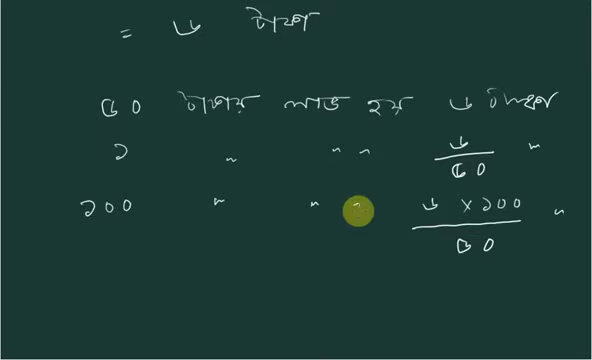 = ৬ টাকা
৫০ টাকায় লাভ হয় ৬ টাকা
১ " " " ৬/৫০ "
১০০ " " " ৬ × ১০০/৫০ "